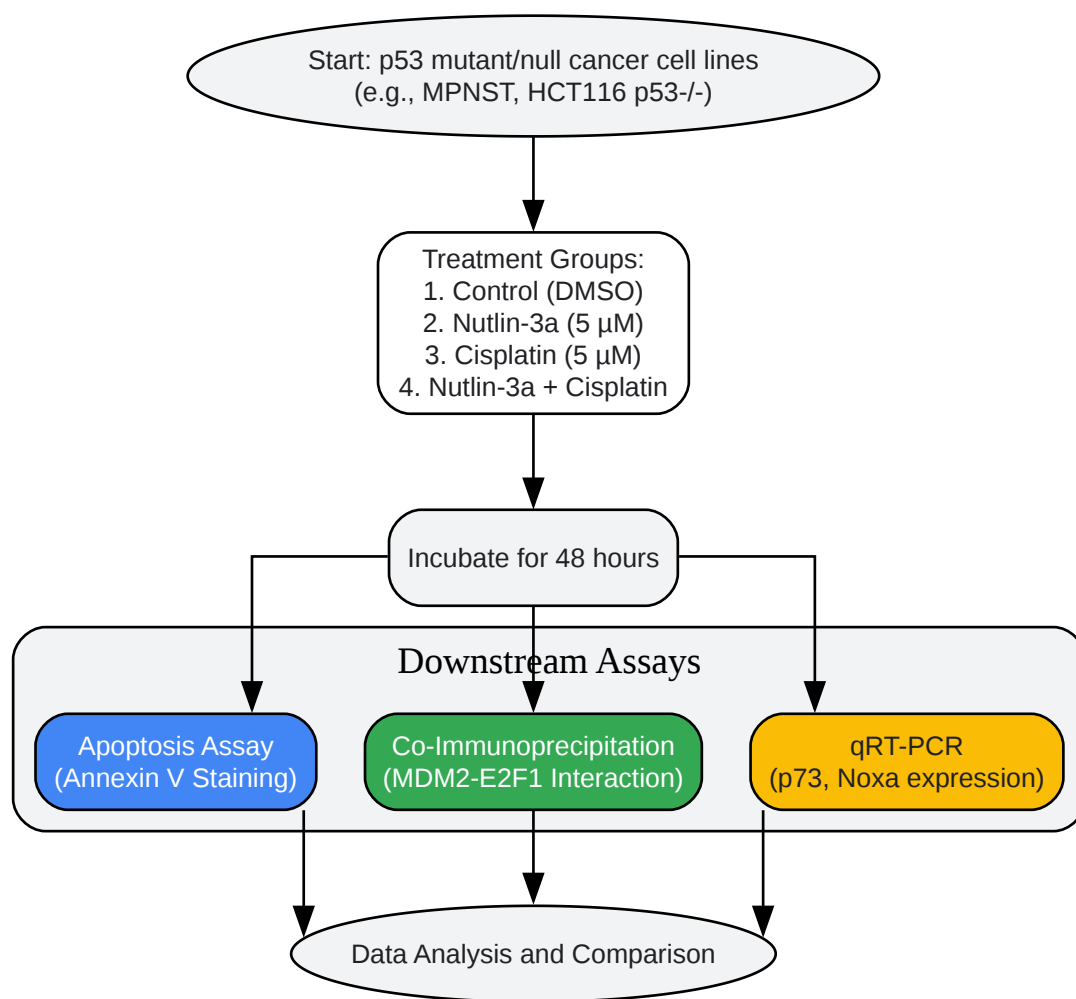 Start: p53 mutant/null cancer cell lines
(e.g., MPNST, HCT116 p53-/-)
Treatment Groups:
1. Control (DMSO)
2. Nutlin-3a (5 µM)
3. Cisplatin (5 µM)
4. Nutlin-3a + Cisplatin
Incubate for 48 hours
Downstream Assays
Apoptosis Assay
(Annexin V Staining)
Co-Immunoprecipitation
(MDM2-E2F1 Interaction)
qRT-PCR
(p73, Noxa expression)
Data Analysis and Comparison